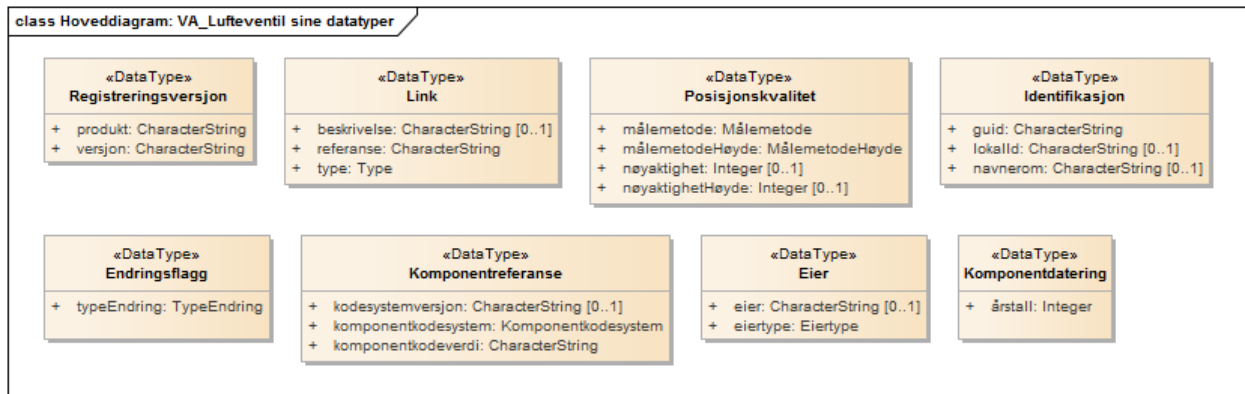 class Hoveddiagram: VA_Lufteventil sine datatyper
«DataType»
Registreringsversjon
+ produkt: CharacterString
+ versjon: CharacterString
«DataType»
Link
+ beskrivelse: CharacterString [0..1]
+ referanse: CharacterString
+ type: Type
«DataType»
Posisjonskvalitet
+ målemetode: Målemetode
+ målemetodeHøyde: MålemetodeHøyde
+ nøyaktighet: Integer [0..1]
+ nøyaktighetHøyde: Integer [0..1]
«DataType»
Identifikasjon
+ guid: CharacterString
+ lokalId: CharacterString [0..1]
+ navnerom: CharacterString [0..1]
«DataType»
Endringsflagg
+ typeEndring: TypeEndring
«DataType»
Komponentreferanse
+ kodesystemversjon: CharacterString [0..1]
+ komponentkodesystem: Komponentkodesystem
+ komponentkodeverdi: CharacterString
«DataType»
Eier
+ eier: CharacterString [0..1]
+ eiertype: Eiertype
«DataType»
Komponentdatering
+ årstall: Integer